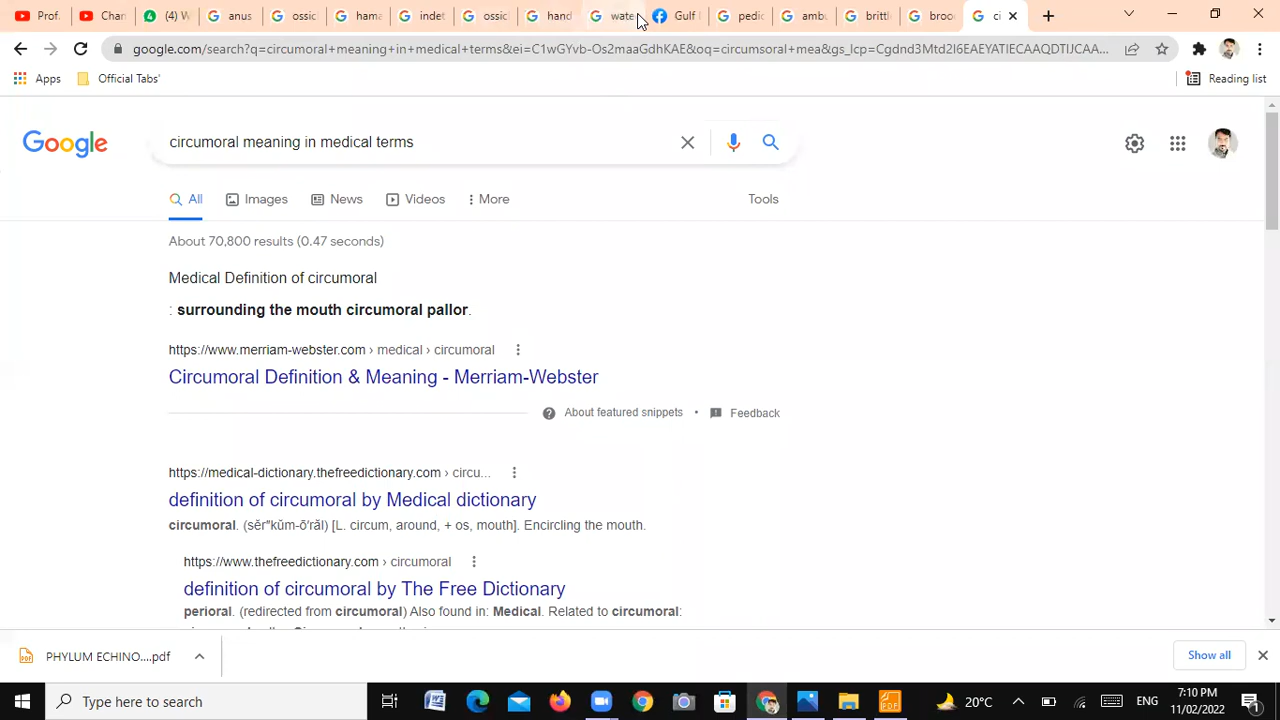 Prof.
Chan
(4) W
anus
ossic
hama
indet
ossic
hand
wate
Gulf
pedic
ambu
brittl
broo
ci
google.com/search?q=circumoral+meaning+in+medical+terms&ei=C1wGYvb-Os2maaGdhKAE&oq=circumsoral+mea&gs_lcp=Cgdnd3Mtd2l6EAEYATIECAAQDTIJCAA...
Apps
Official Tabs'
Reading list
Google
circumoral meaning in medical terms
All
Images
News
Videos
More
Tools
About 70,800 results (0.47 seconds)
Medical Definition of circumoral
: surrounding the mouth circumoral pallor.
https://www.merriam-webster.com › medical › circumoral
Circumoral Definition & Meaning - Merriam-Webster
About featured snippets • Feedback
https://medical-dictionary.thefreedictionary.com › circu...
definition of circumoral by Medical dictionary
circumoral. (sĕr″kŭm-ō′răl) [L. circum, around, + os, mouth]. Encircling the mouth.
https://www.thefreedictionary.com › circumoral
definition of circumoral by The Free Dictionary
perioral. (redirected from circumoral) Also found in: Medical. Related to circumoral:
PHYLUM ECHINO....pdf
Show all
Type here to search
20°C
ENG
7:10 PM
11/02/2022
1